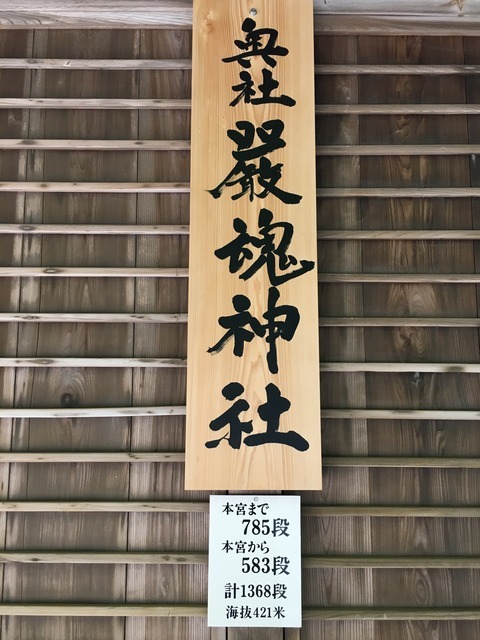 奥社 嚴魂神社
本宮まで
785段
本宮から
583段
計1368段
海抜421米